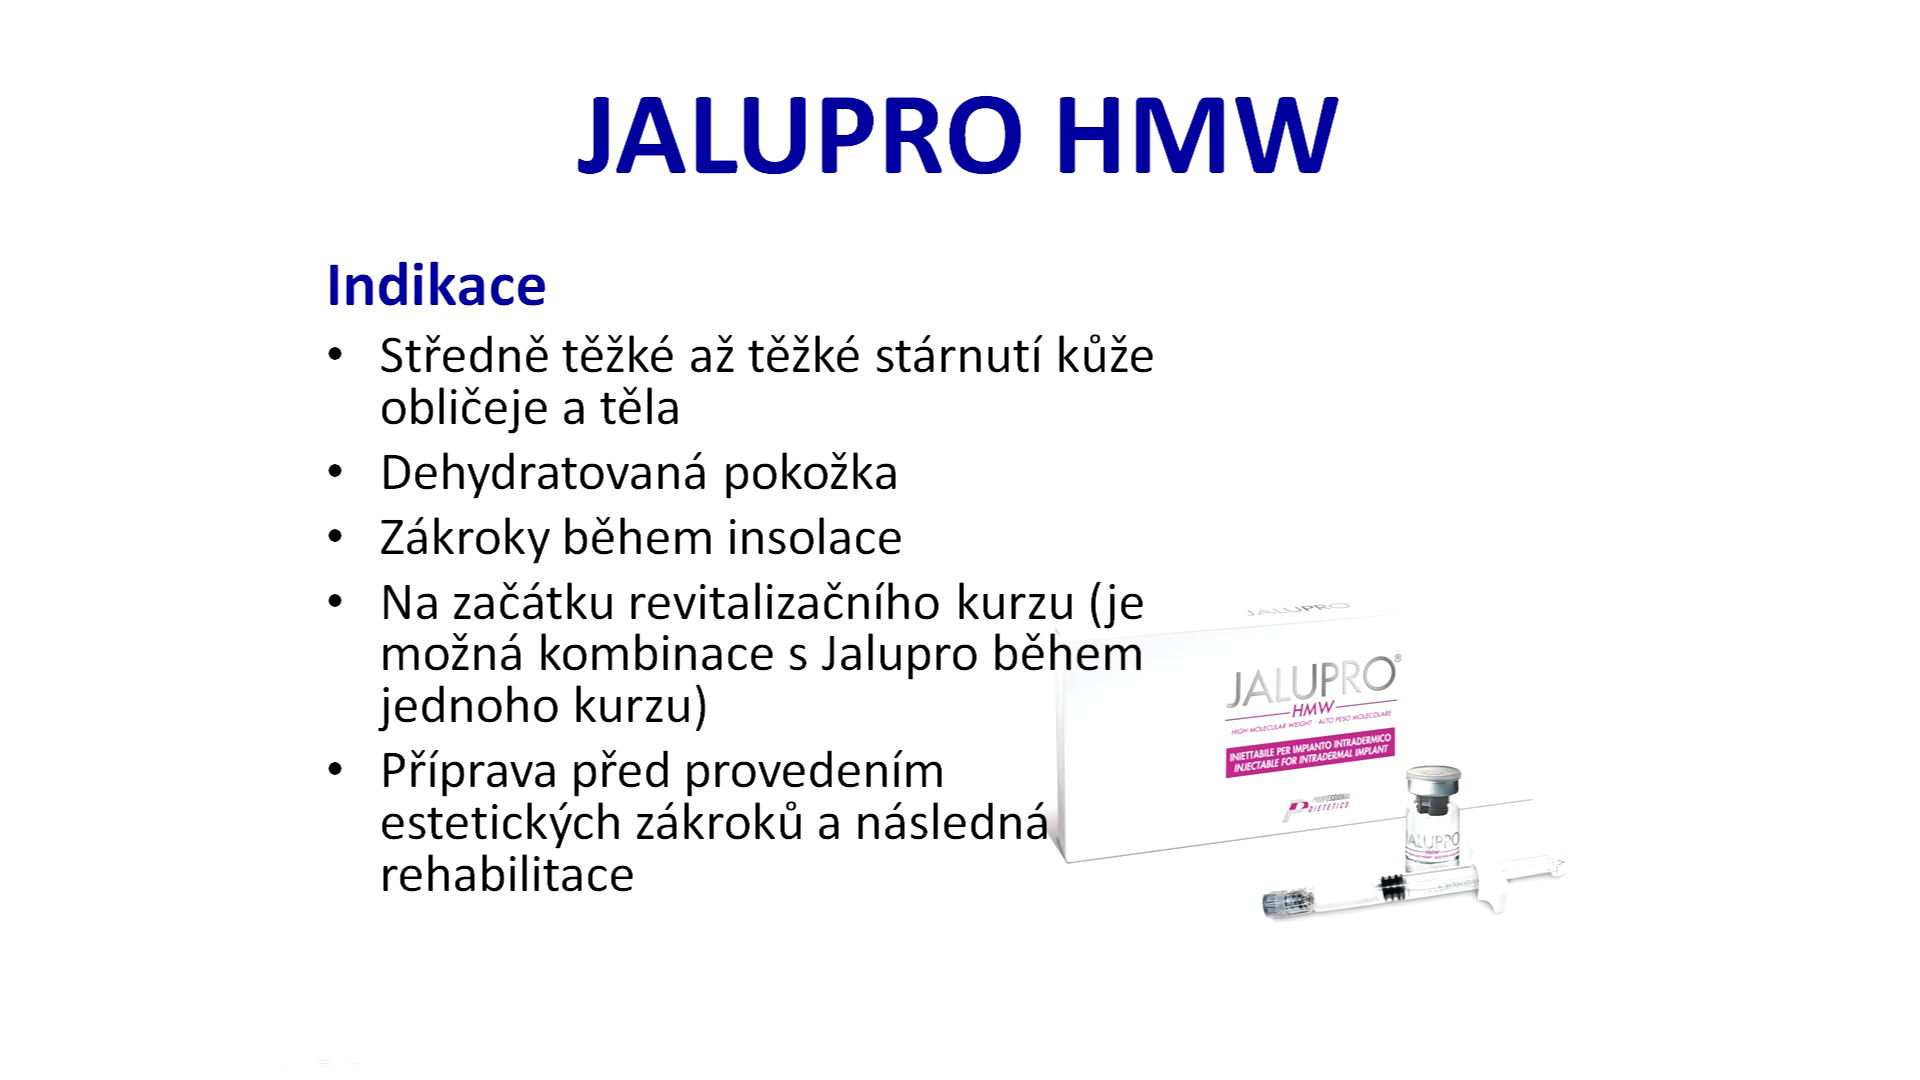 JALUPRO HMW
Indikace
• Středně těžké až těžké stárnutí kůže
obličeje a těla
• Dehydratovaná pokožka
• Zákroky během insolace
• Na začátku revitalizačního kurzu (je
možná kombinace s Jalupro během
jednoho kurzu)
• Příprava před provedením
estetických zákroků a následná
rehabilitace
JALUPRO
JALUPRO®
HMW
HIGH MOLECULAR WEIGHT - ALTO PESO MOLECOLARE
INIETTABILE PER IMPIANTO INTRADERMICO
INJECTABLE FOR INTRADERMAL IMPLANT
PROFESSIONAL
DIETETICS
JALUPRO